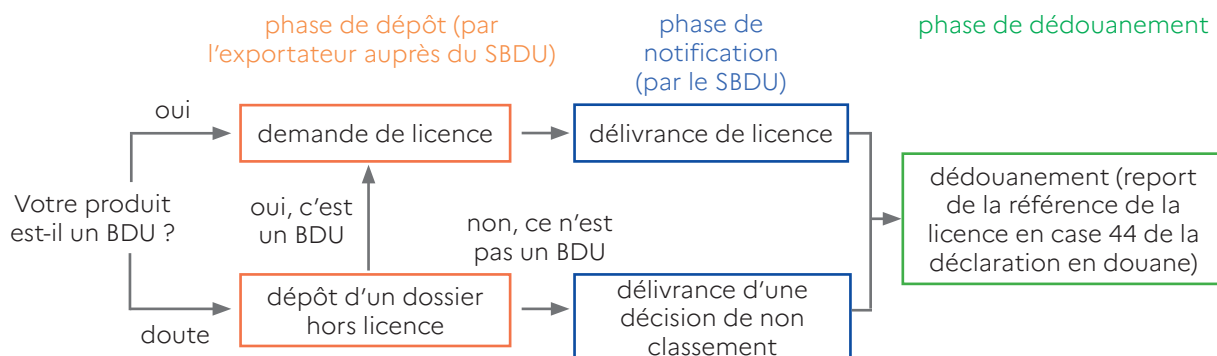 phase de dépôt (par
l'exportateur auprès du SBDU)
phase de
notification
(par le SBDU)
phase de dédouanement
oui
demande de licence
délivrance de licence
Votre produit
est-il un BDU ?
oui, c'est
un BDU
non, ce n'est
pas un BDU
dédouanement (report
de la référence de la
licence en case 44 de la
déclaration en douane)
doute
dépôt d'un dossier
hors licence
délivrance d'une
décision de non
classement